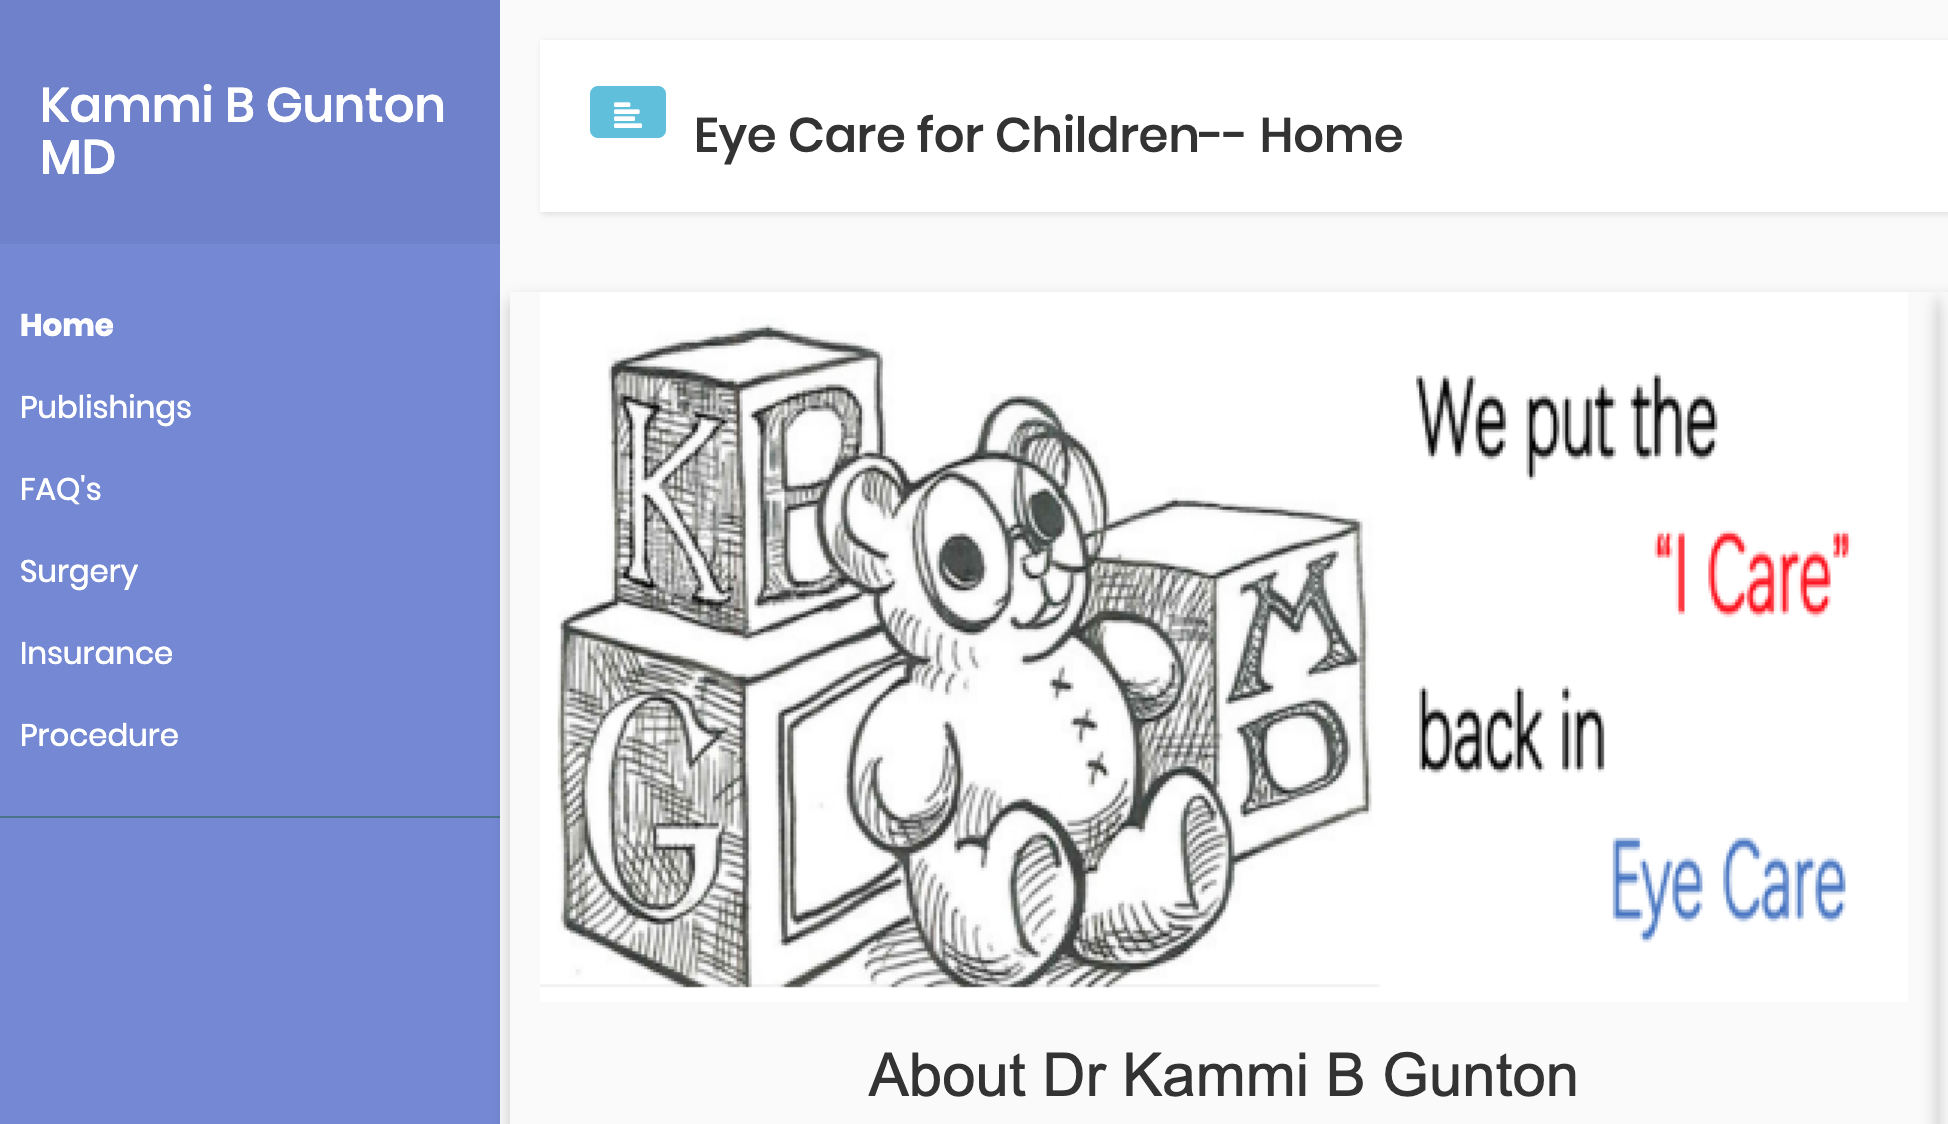 Kammi B Gunton
MD
Home
Publishings
FAQ's
Surgery
Insurance
Procedure
Eye Care for Children-- Home
K B
G
M
D
We put the
“I Care”
back in
Eye Care
About Dr Kammi B Gunton